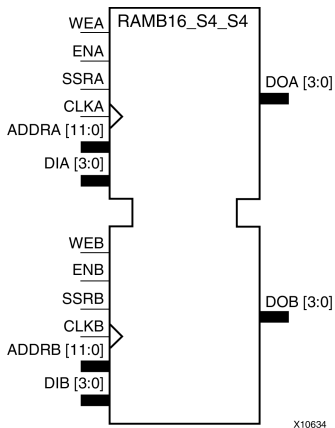 RAMB16_S4_S4
WEA
ENA
SSRA
CLKA
ADDRA [11:0]
DIA [3:0]
DOA [3:0]
WEB
ENB
SSRB
CLKB
ADDRB [11:0]
DIB [3:0]
DOB [3:0]
X10634